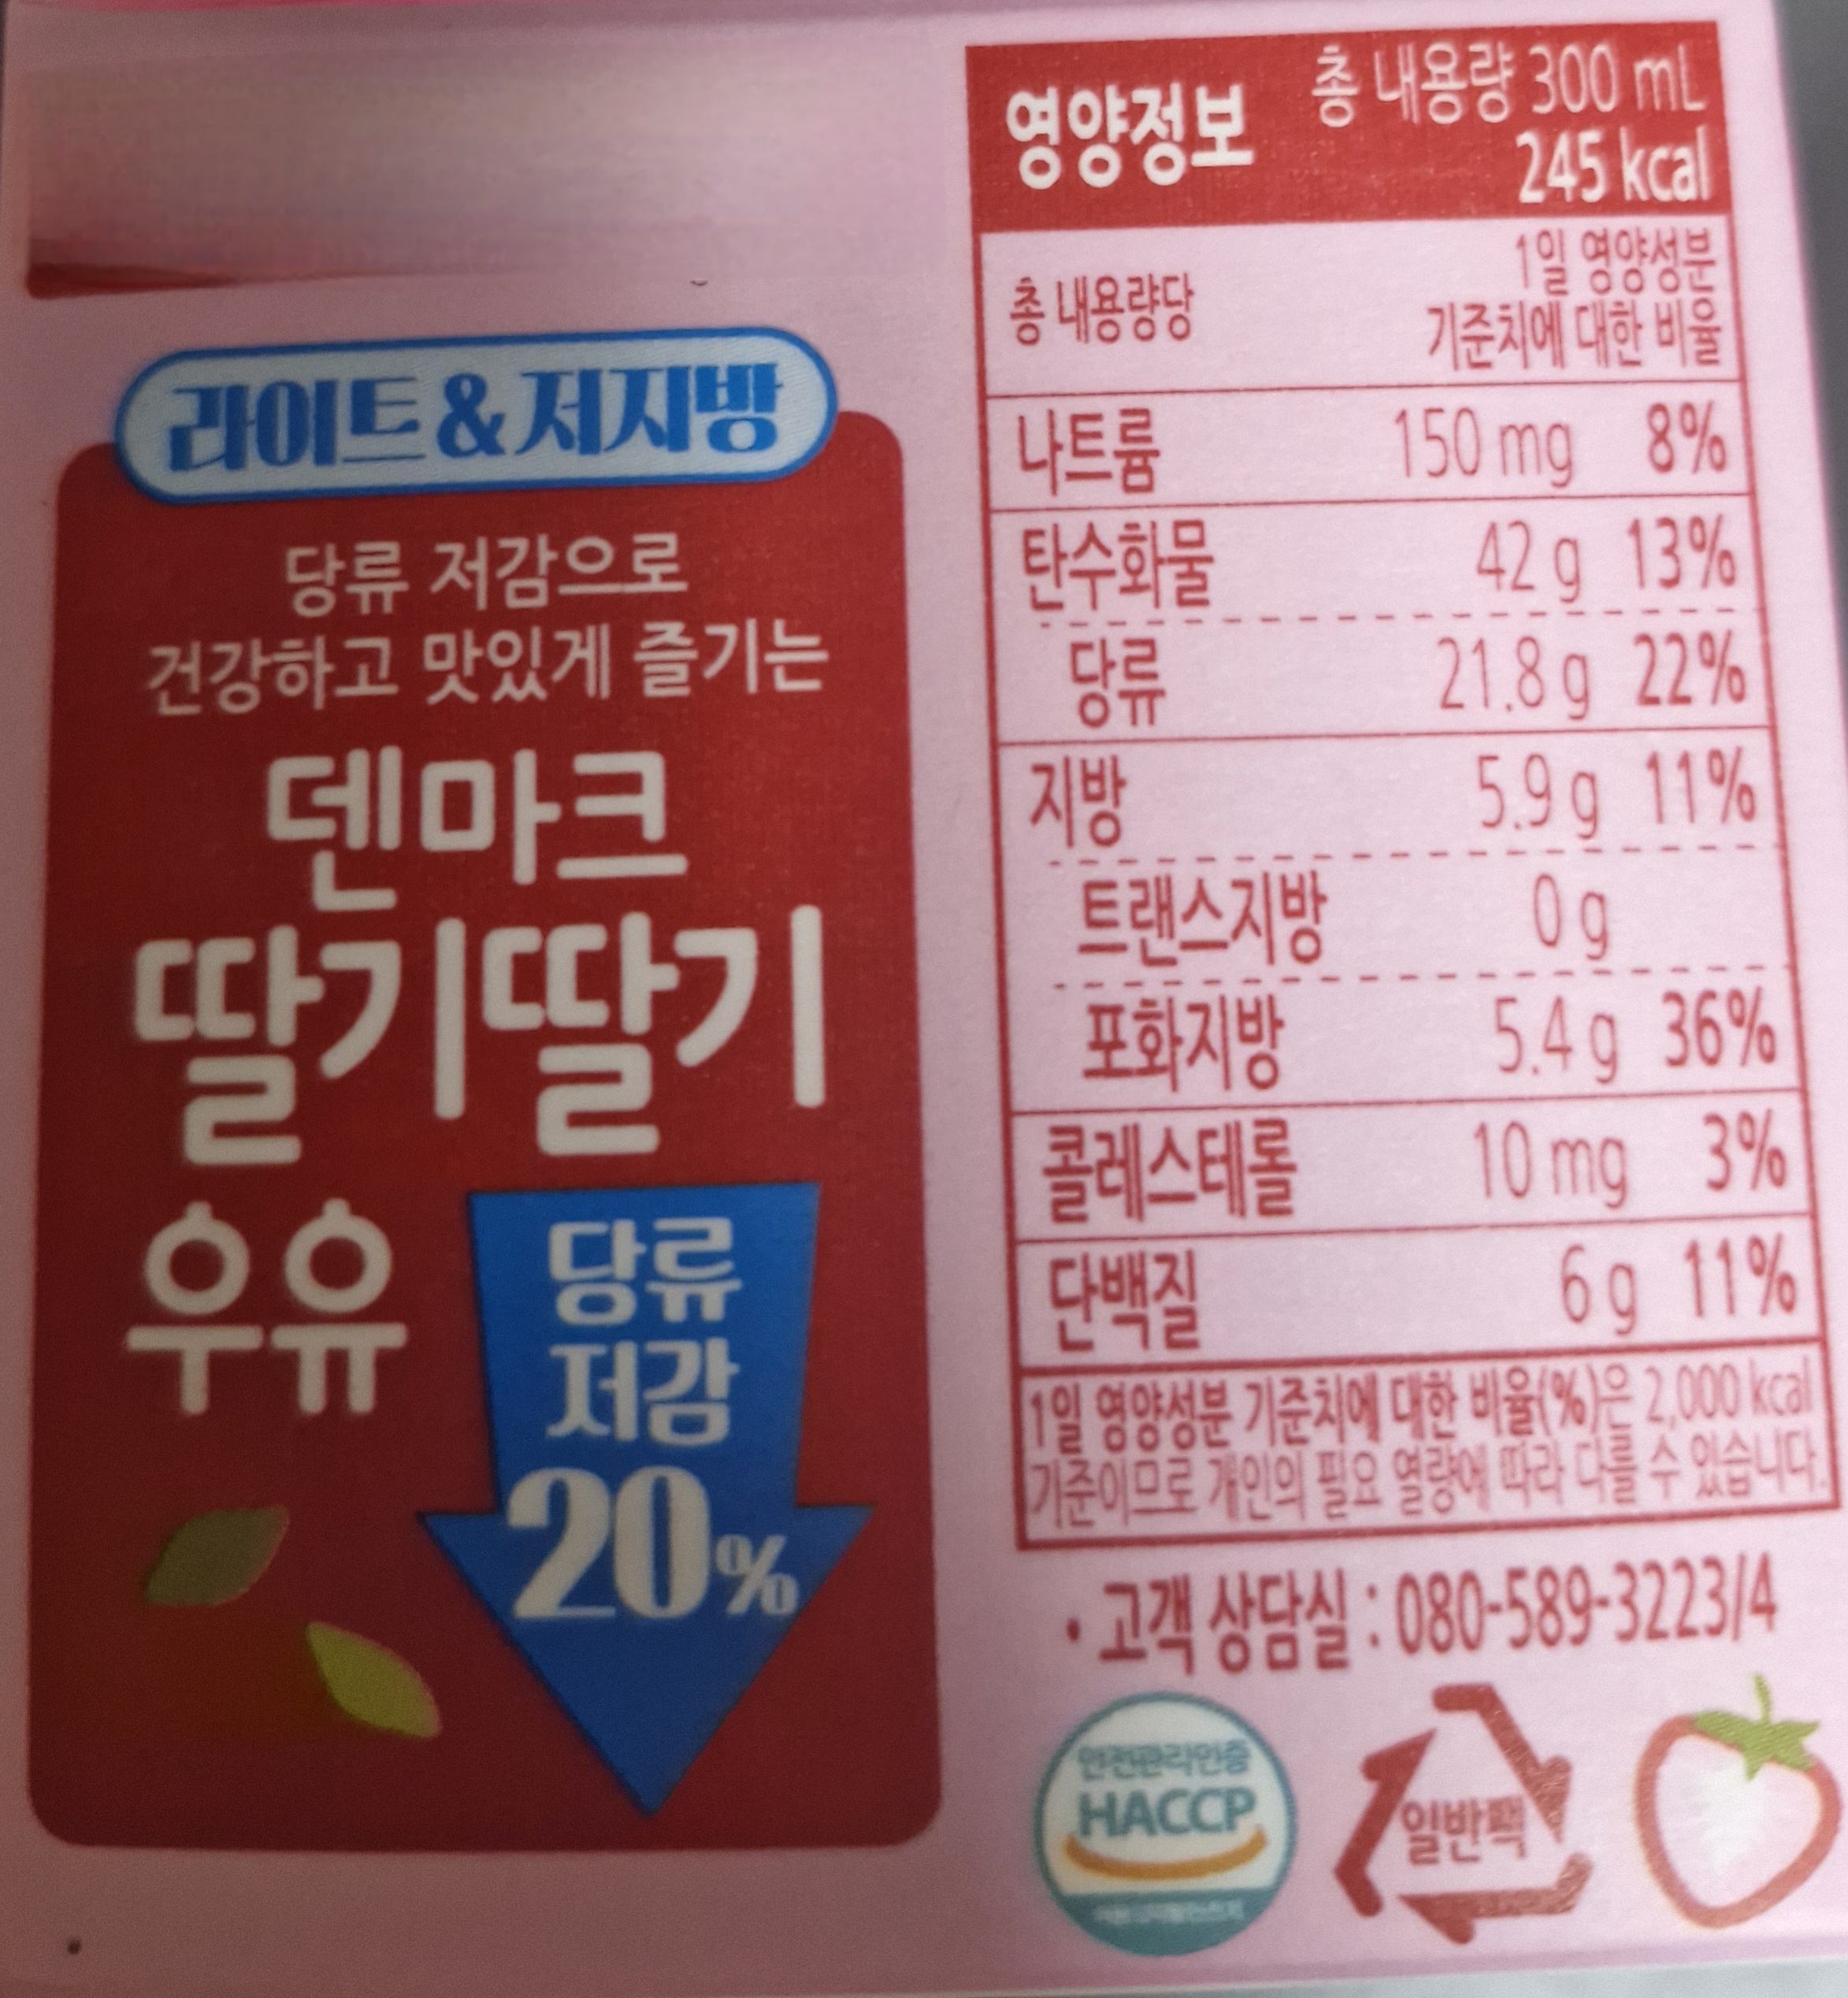 라이트&저지방
당류 저감으로
건강하고 맛있게 즐기는
덴마크
딸기딸기
우유
당류
저감
20%
영양정보
총 내용량 300 mL
245 kcal
총 내용량당
1일 영양성분
기준치에 대한 비율
나트륨 150 mg 8%
탄수화물 42 g 13%
당류 21.8 g 22%
지방 5.9 g 11%
트랜스지방 0 g
포화지방 5.4 g 36%
콜레스테롤 10 mg 3%
단백질 6 g 11%
1일 영양성분 기준치에 대한 비율(%)은 2,000 kcal
기준이므로 개인의 필요 열량에 따라 다를 수 있습니다.
• 고객 상담실 : 080-589-3223/4
안전관리인증
HACCP
일반팩